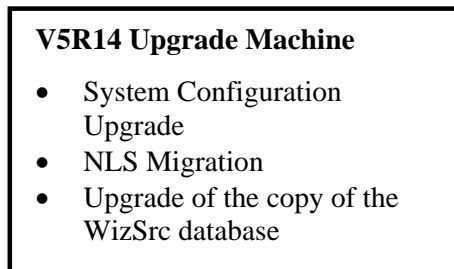 V5R14 Upgrade Machine
• System Configuration
Upgrade
• NLS Migration
• Upgrade of the copy of the
WizSrc database